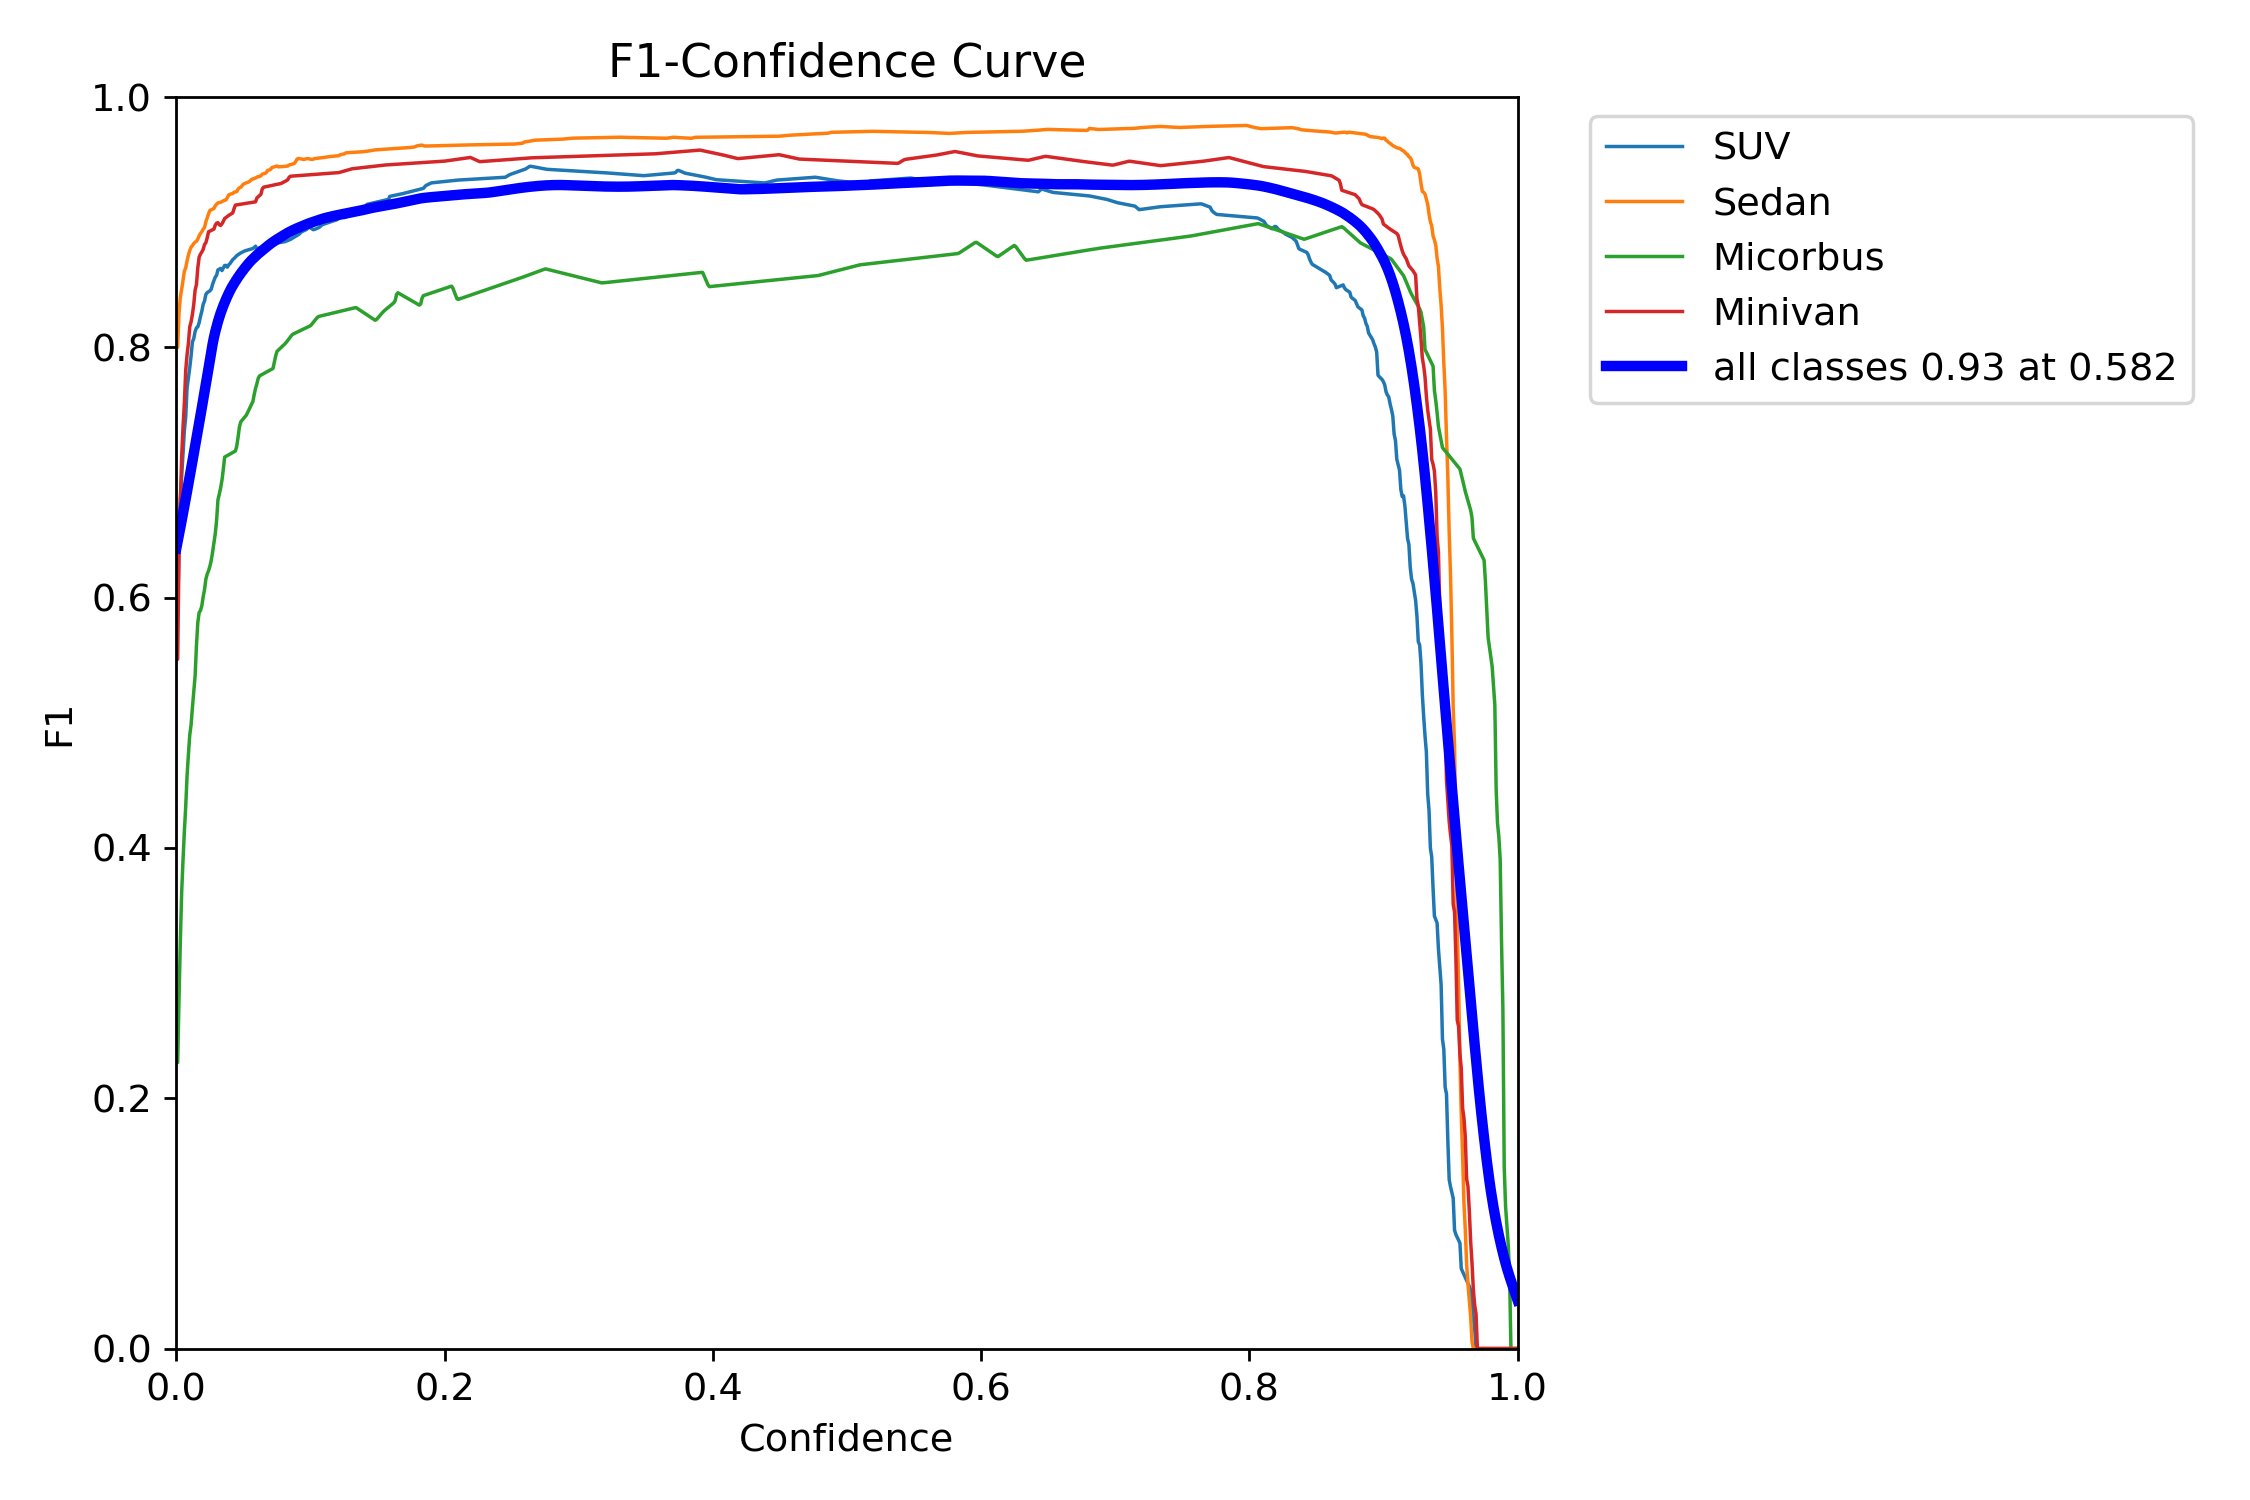 F1-Confidence Curve
1.0
0.8
0.6
0.4
0.2
0.0
F1
0.0 0.2 0.4 0.6 0.8 1.0
Confidence
SUV
Sedan
Micorbus
Minivan
all classes 0.93 at 0.582